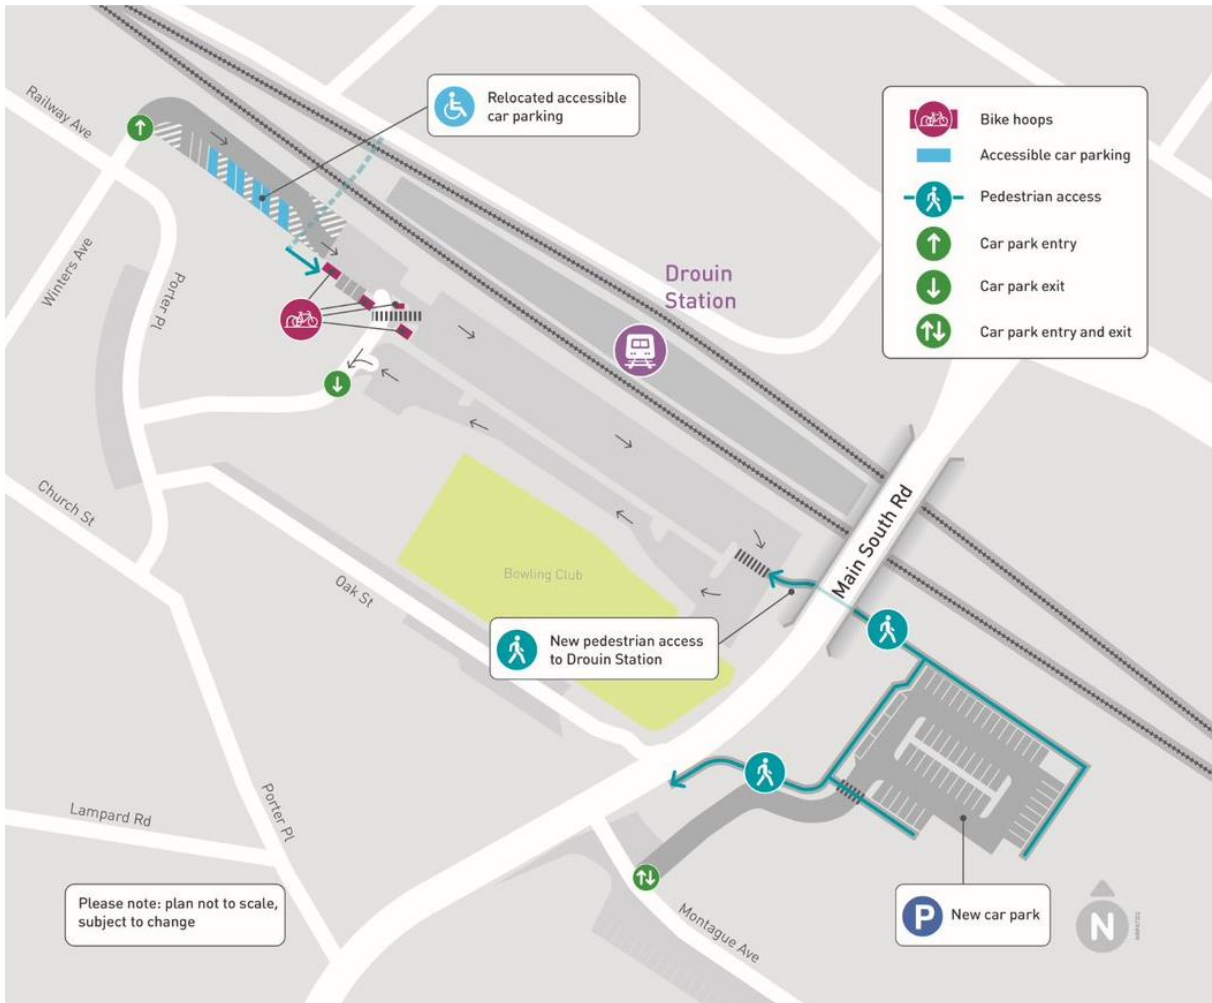 Railway Ave
Relocated accessible
car parking
Bike hoops
Accessible car parking
Pedestrian access
Car park entry
Car park exit
Car park entry and exit
Winters Ave
Porter Pl
Drouin
Station
Church St
Oak St
Bowling Club
Main South Rd
New pedestrian access
to Drouin Station
Lampard Rd
Porter Pl
Please note: plan not to scale,
subject to change
Montague Ave
P New car park
N